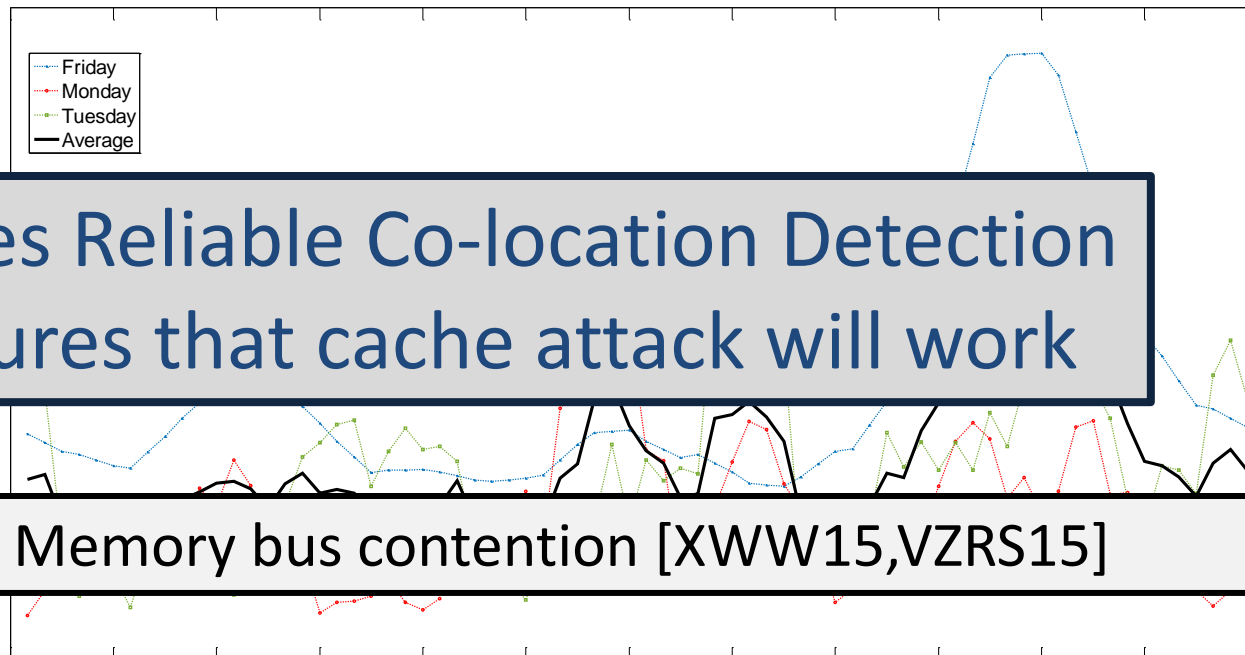 Friday
Monday
Tuesday
Average
es Reliable Co-location Detection
ures that cache attack will work
Memory bus contention [XWW15,VZRS15]